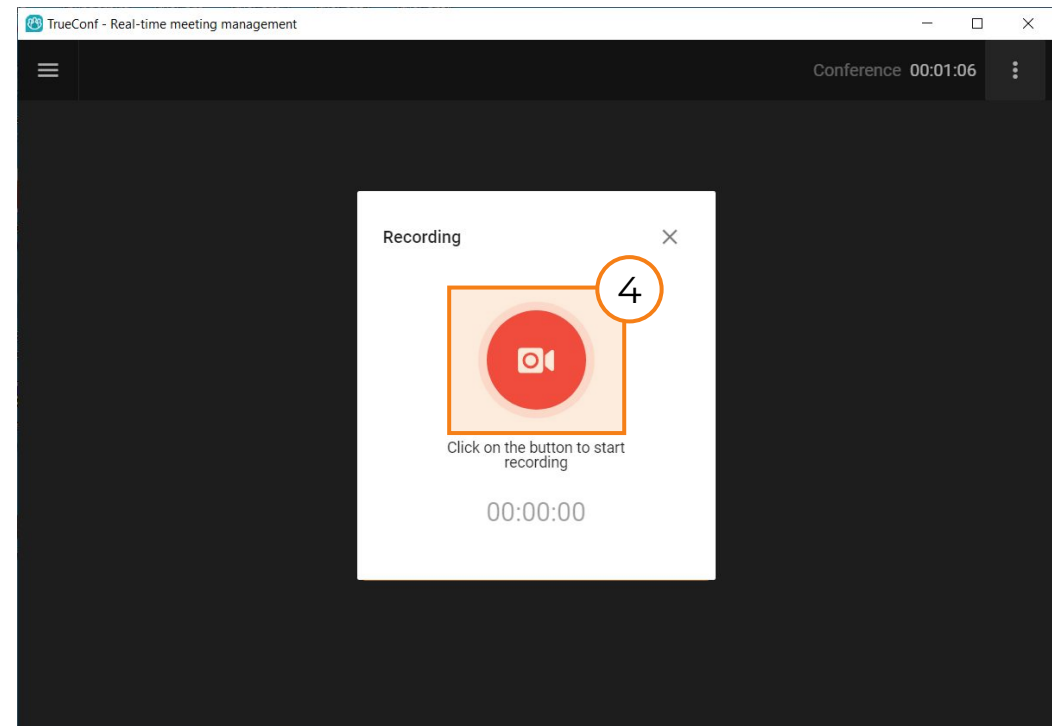 TrueConf - Real-time meeting management
Conference 00:01:06
Recording
4
Click on the button to start
recording
00:00:00